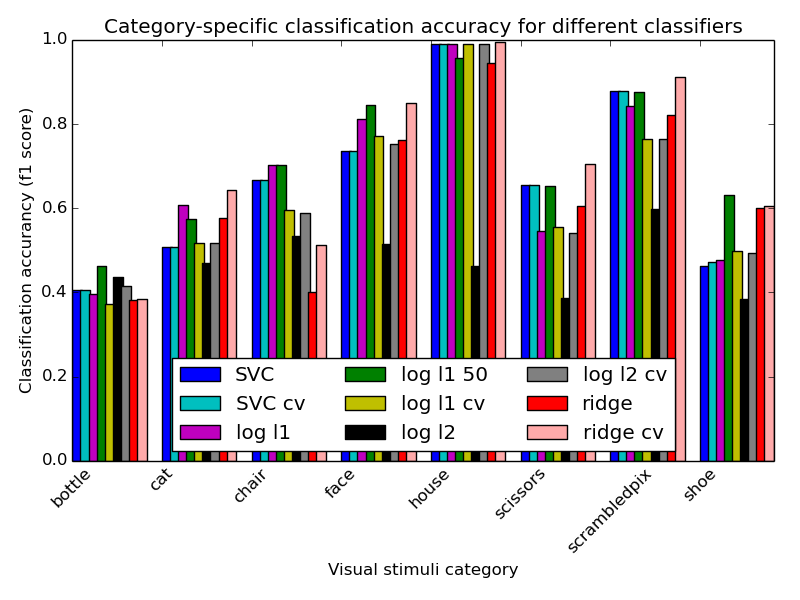 Category-specific classification accuracy for different classifiers
Classification accurancy (f1 score)
1.0
0.8
0.6
0.4
0.2
0.0
SVC
SVC cv
log l1
log l1 50
log l1 cv
log l2
log l2 cv
ridge
ridge cv
bottle
cat
chair
face
house
scissors
scrambledpix
shoe
Visual stimuli category